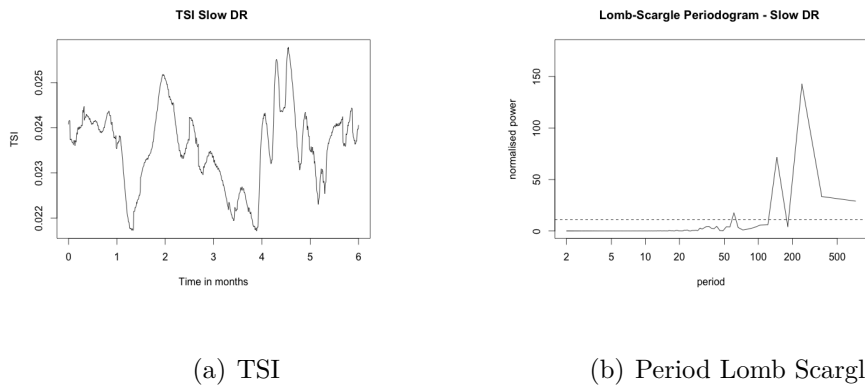 TSI Slow DR
TSI
0.022 0.023 0.024 0.025
0 1 2 3 4 5 6
Time in months
(a) TSI
Lomb-Scargle Periodogram - Slow DR
normalised power
0 50 100 150
2 5 10 20 50 100 200 500
period
(b) Period Lomb Scargl